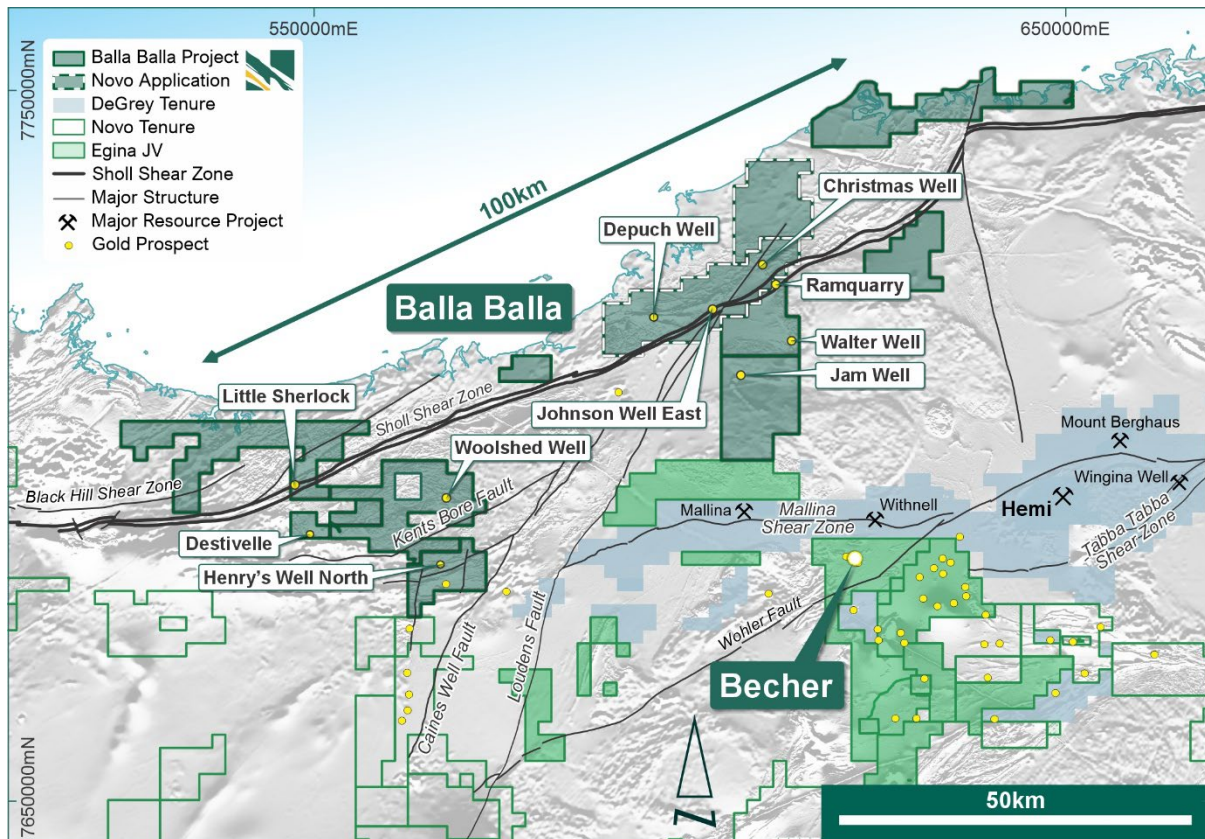 550000mE
650000mE
7750000mN
7650000mN
Balla Balla Project
Novo Application
DeGrey Tenure
Novo Tenure
Egina JV
Sholl Shear Zone
Major Structure
Major Resource Project
Gold Prospect
100km
Christmas Well
Depuch Well
Balla Balla
Ramquarry
Walter Well
Jam Well
Little Sherlock
Sholl Shear Zone
Johnson Well East
Woolshed Well
Mount Berghaus
Black Hill Shear Zone
Kents Bore Fault
Wingina Well
Hemi
Mallina
Mallina
Shear Zone
Withnell
Destivelle
Tabba Tabba
Shear Zone
Henry's Well North
Wohler Fault
Loudens Fault
Caines Well Fault
Becher
N
50km